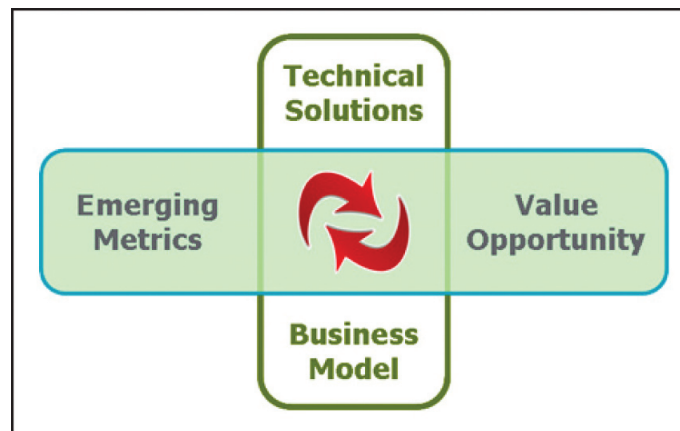 Technical
Solutions
Emerging
Metrics
Value
Opportunity
Business
Model